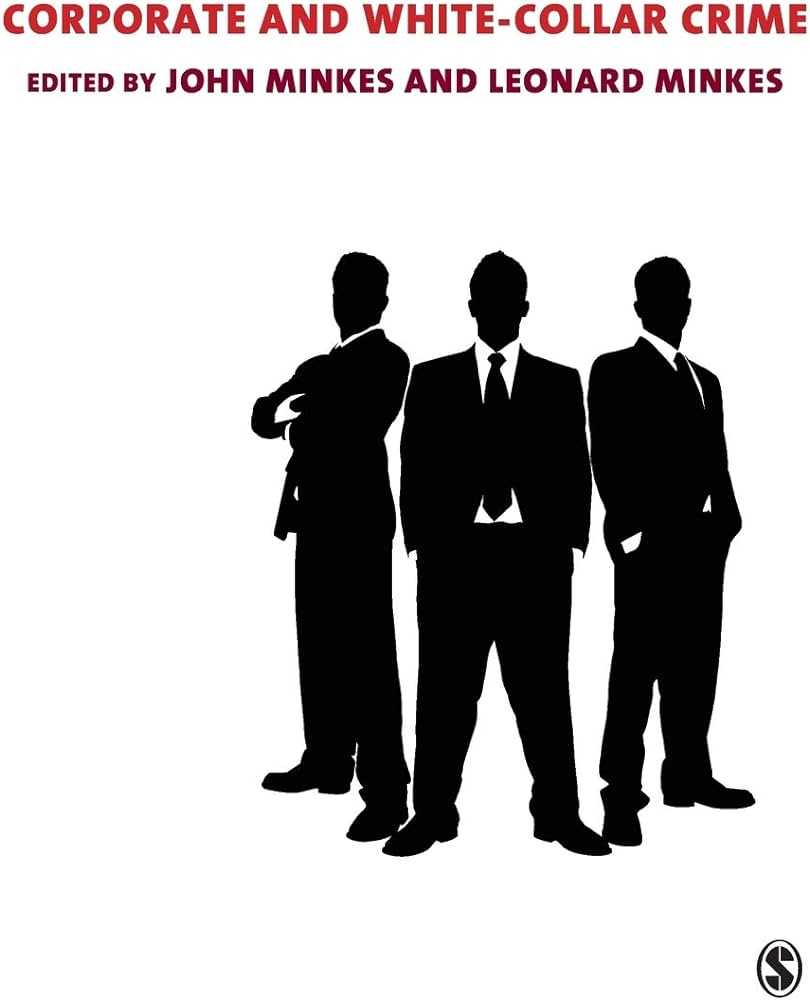 CORPORATE AND WHITE-COLLAR CRIME
EDITED BY JOHN MINKES AND LEONARD MINKES
S